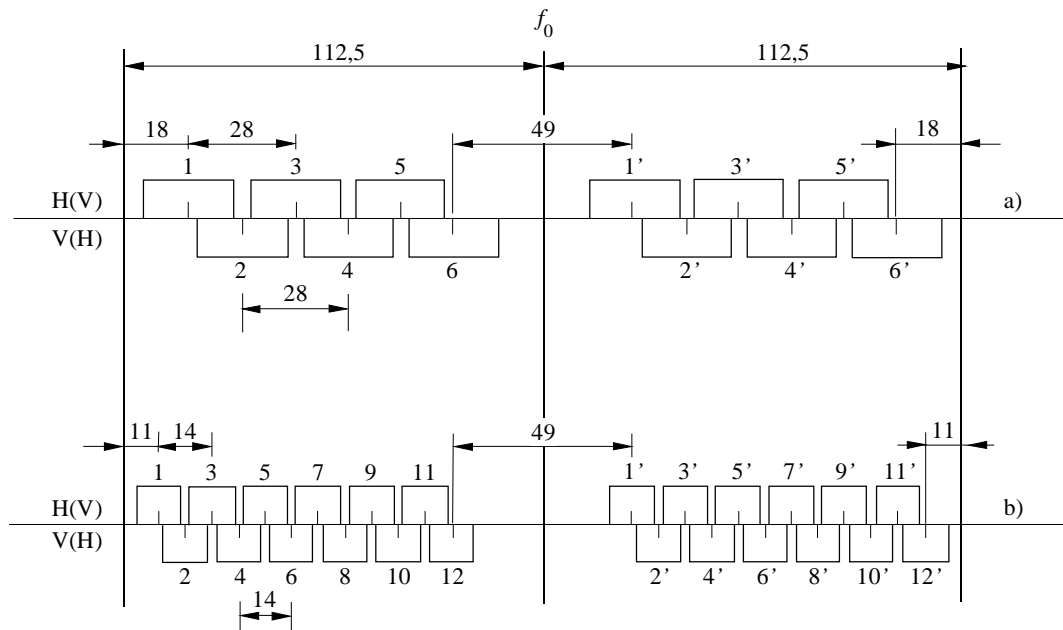 f0
112,5 112,5
18 28 49 18
1 3 5 1’ 3’ 5’
H(V) a)
V(H)
2 4 6 2’ 4’ 6’
28
11 14 49 11
1 3 5 7 9 11 1’ 3’ 5’ 7’ 9’ 11’
H(V) b)
V(H)
2 4 6 8 10 12 2’ 4’ 6’ 8’ 10’ 12’
14